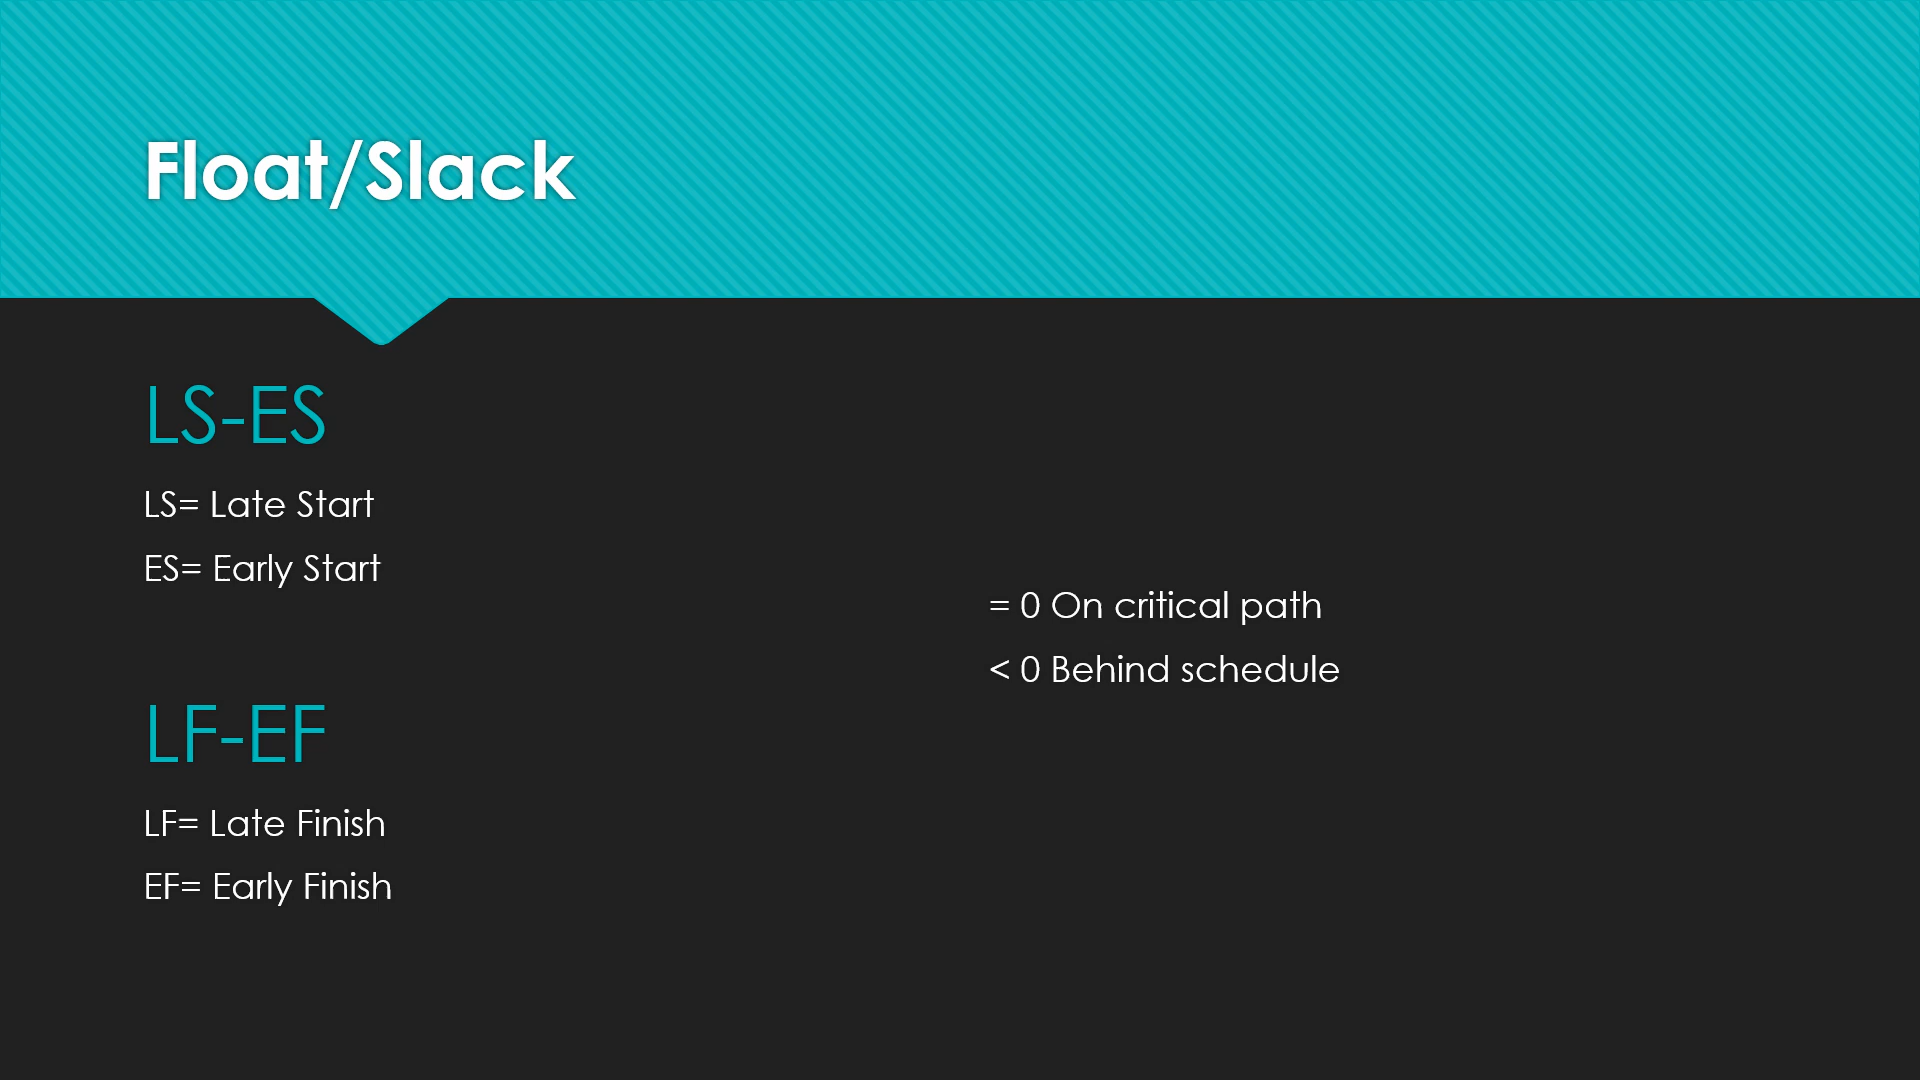 Float/Slack
LS-ES
LS= Late Start
ES= Early Start
LF-EF
LF= Late Finish
EF= Early Finish
= 0 On critical path
< 0 Behind schedule